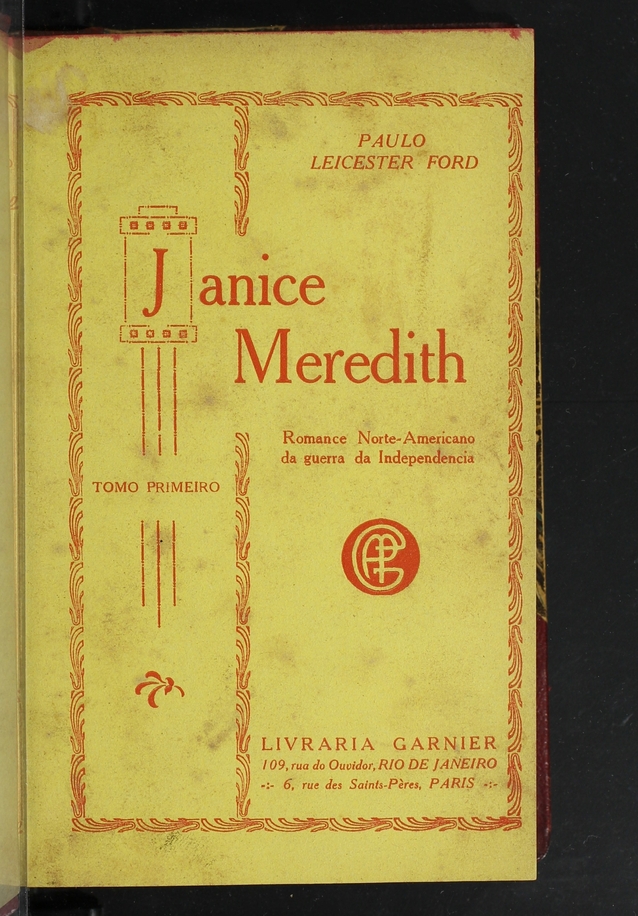 PAULO
LEICESTER FORD
Janice
Meredith
Romance Norte-Americano
da guerra da Independencia
TOMO PRIMEIRO
LIVRARIA GARNIER
109, rua do Ouvidor, RIO DE JANEIRO
-:- 6, rue des Saints-Pères, PARIS -:-